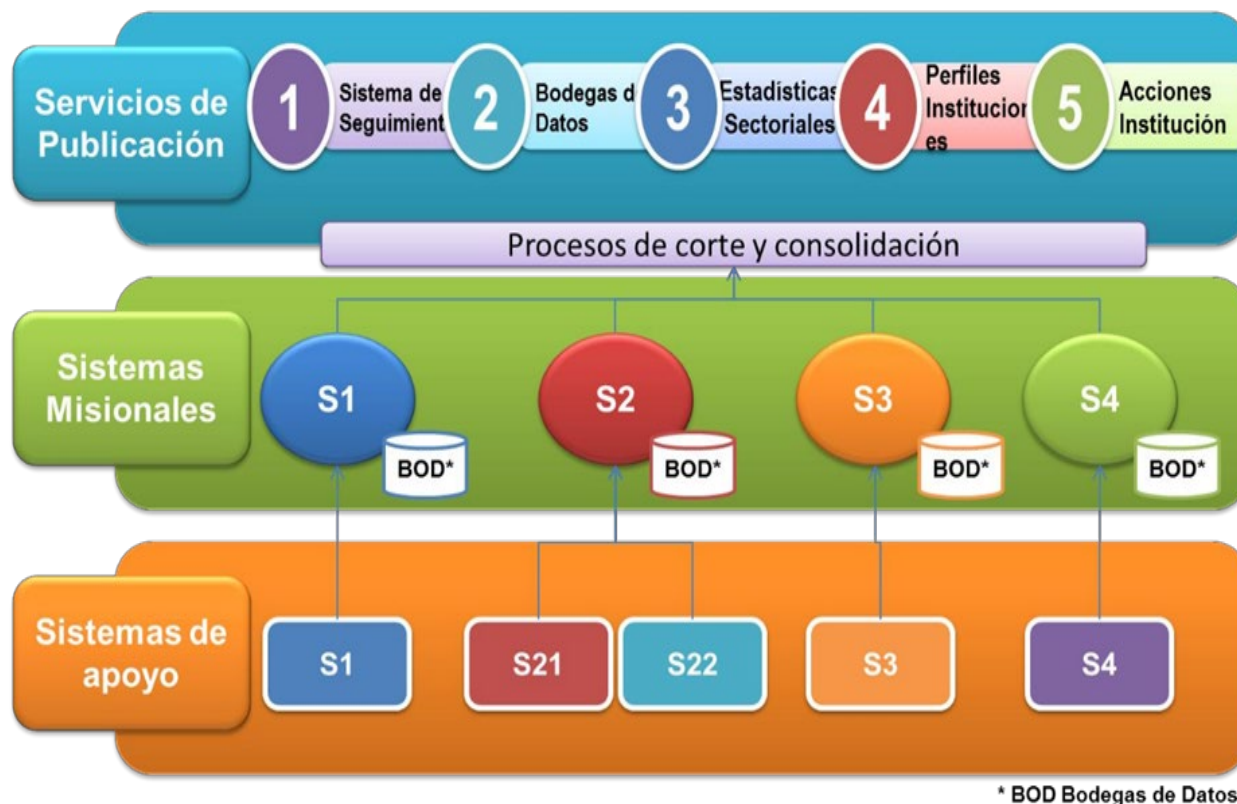 Servicios de
Publicación
1
Sistema de
Seguimient
2
Bodegas d
Datos
3
Estadísticas
Sectoriales
4
Perfiles
Institucion
es
5
Acciones
Institución
Procesos de corte y consolidación
Sistemas
Misionales
S1
BOD*
S2
BOD*
S3
BOD*
S4
BOD*
Sistemas de
apoyo
S1
S21
S22
S3
S4
* BOD Bodegas de Datos